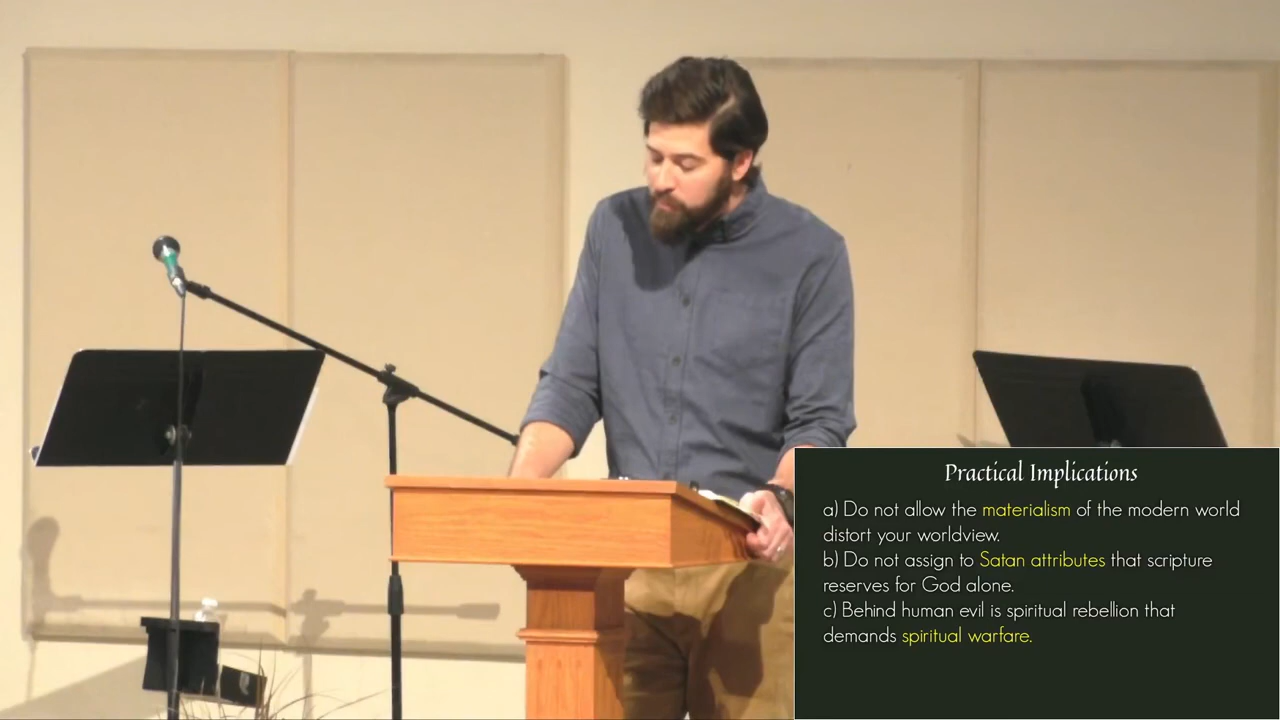 Practical Implications
a) Do not allow the materialism of the modern world
distort your worldview.
b) Do not assign to Satan attributes that scripture
reserves for God alone.
c) Behind human evil is spiritual rebellion that
demands spiritual warfare.